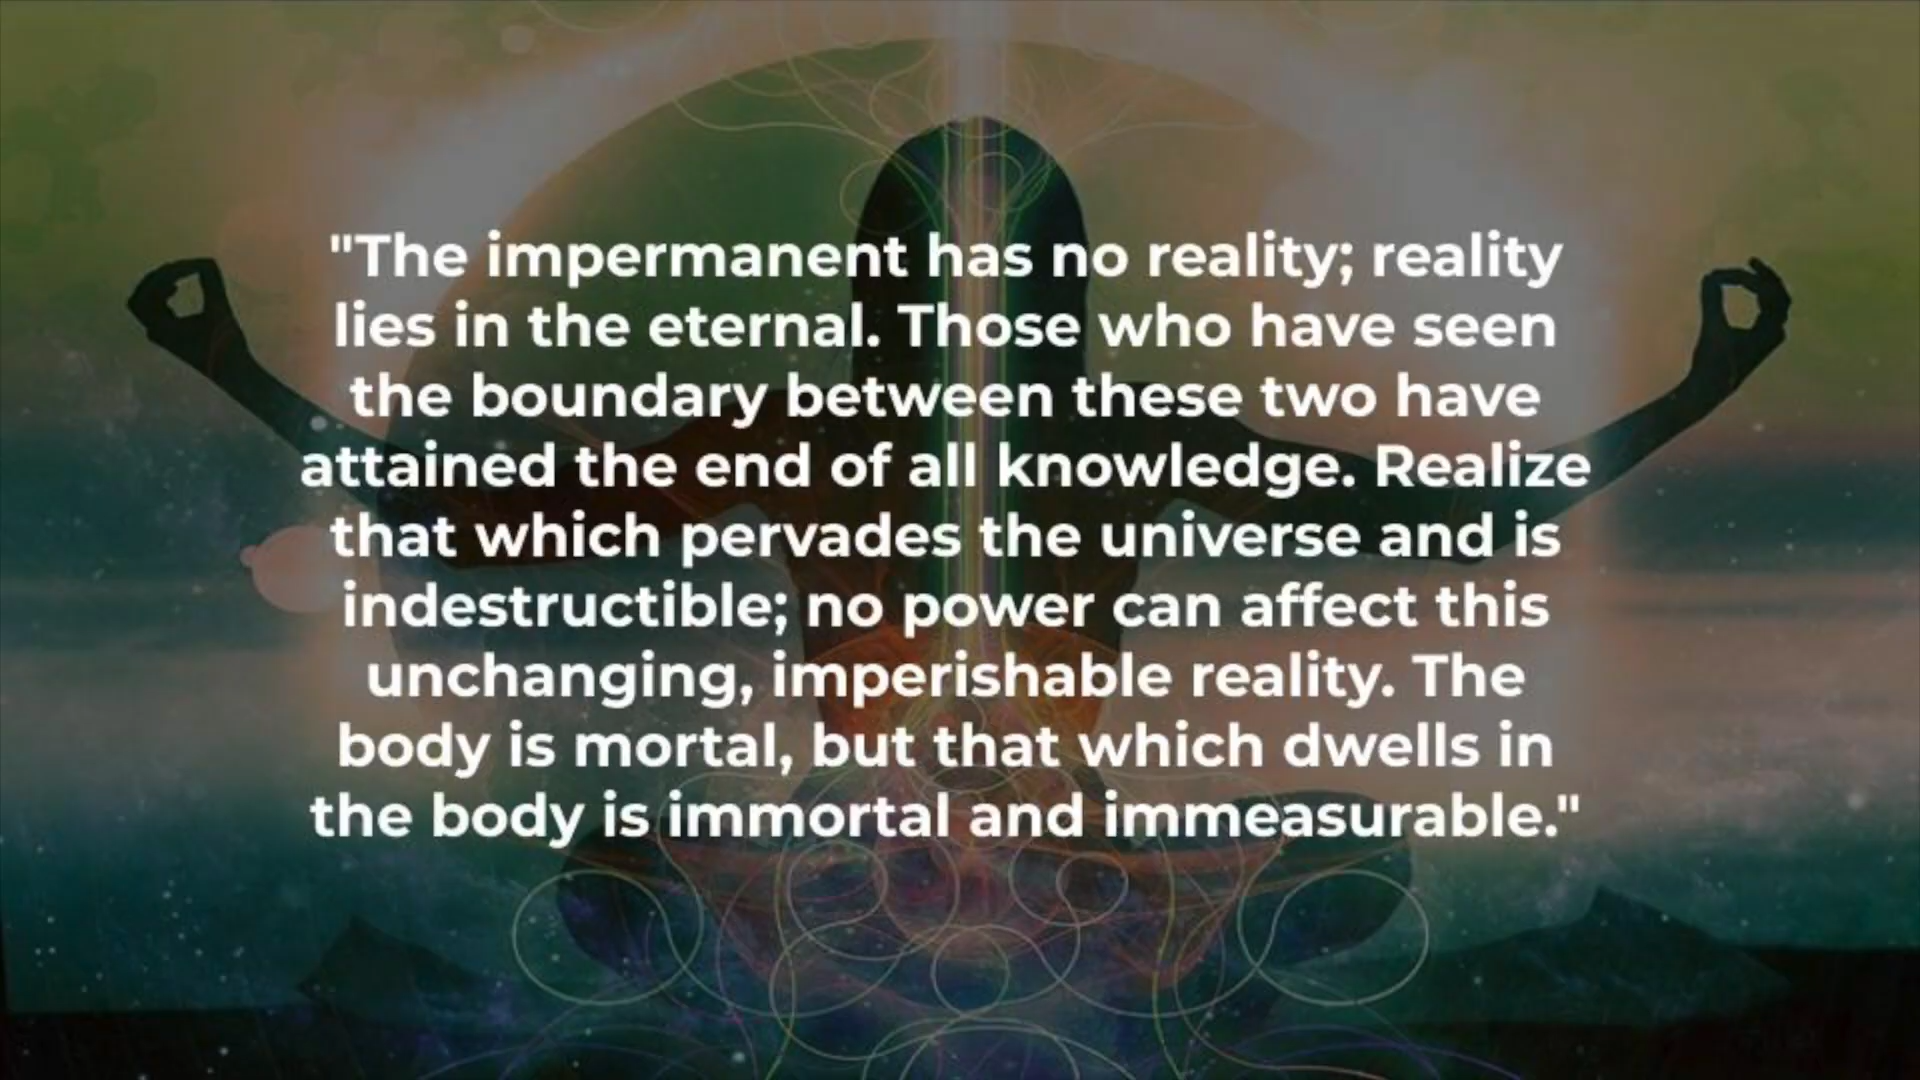 "The impermanent has no reality; reality
lies in the eternal. Those who have seen
the boundary between these two have
attained the end of all knowledge. Realize
that which pervades the universe and is
indestructible; no power can affect this
unchanging, imperishable reality. The
body is mortal, but that which dwells in
the body is immortal and immeasurable."